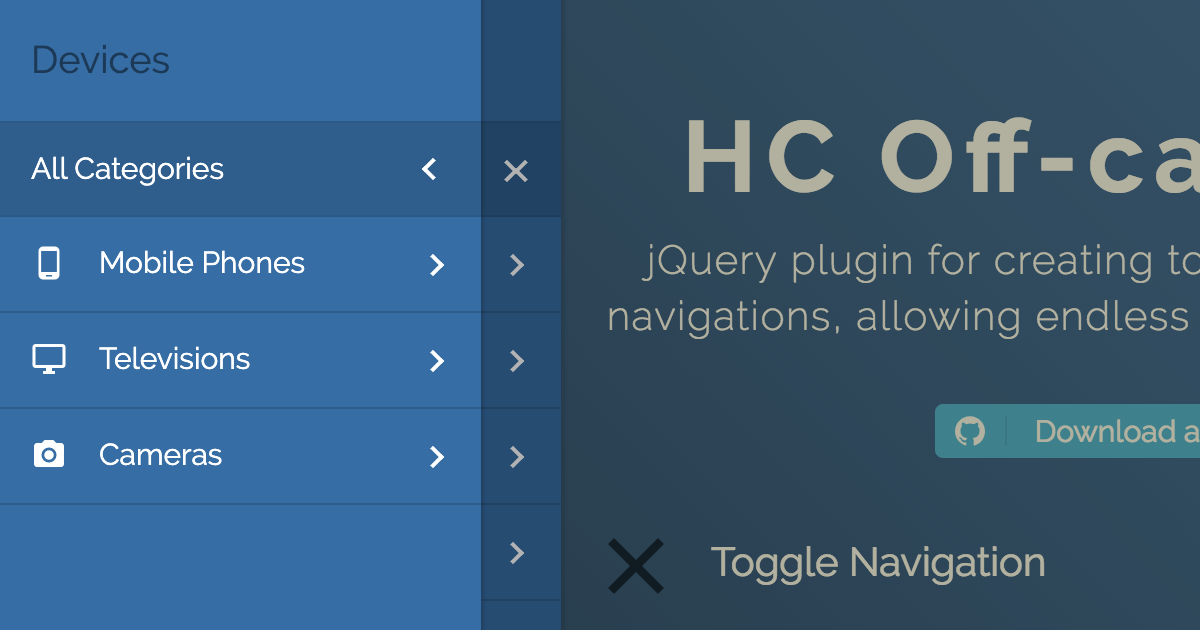 Devices
All Categories
Mobile Phones
Televisions
Cameras
HC Off-ca
jQuery plugin for creating to
navigations, allowing endless
Download a
Toggle Navigation